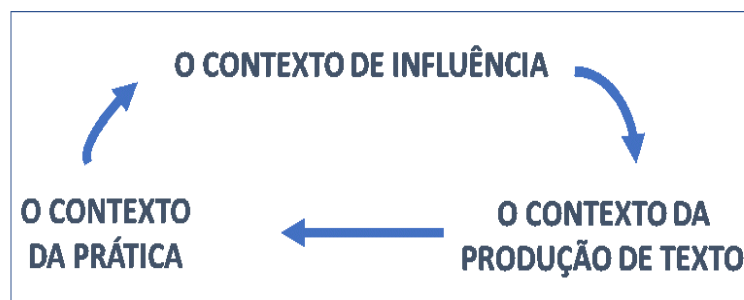 O CONTEXTO DE INFLUÊNCIA
O CONTEXTO
DA PRÁTICA
O CONTEXTO DA
PRODUÇÃO DE TEXTO